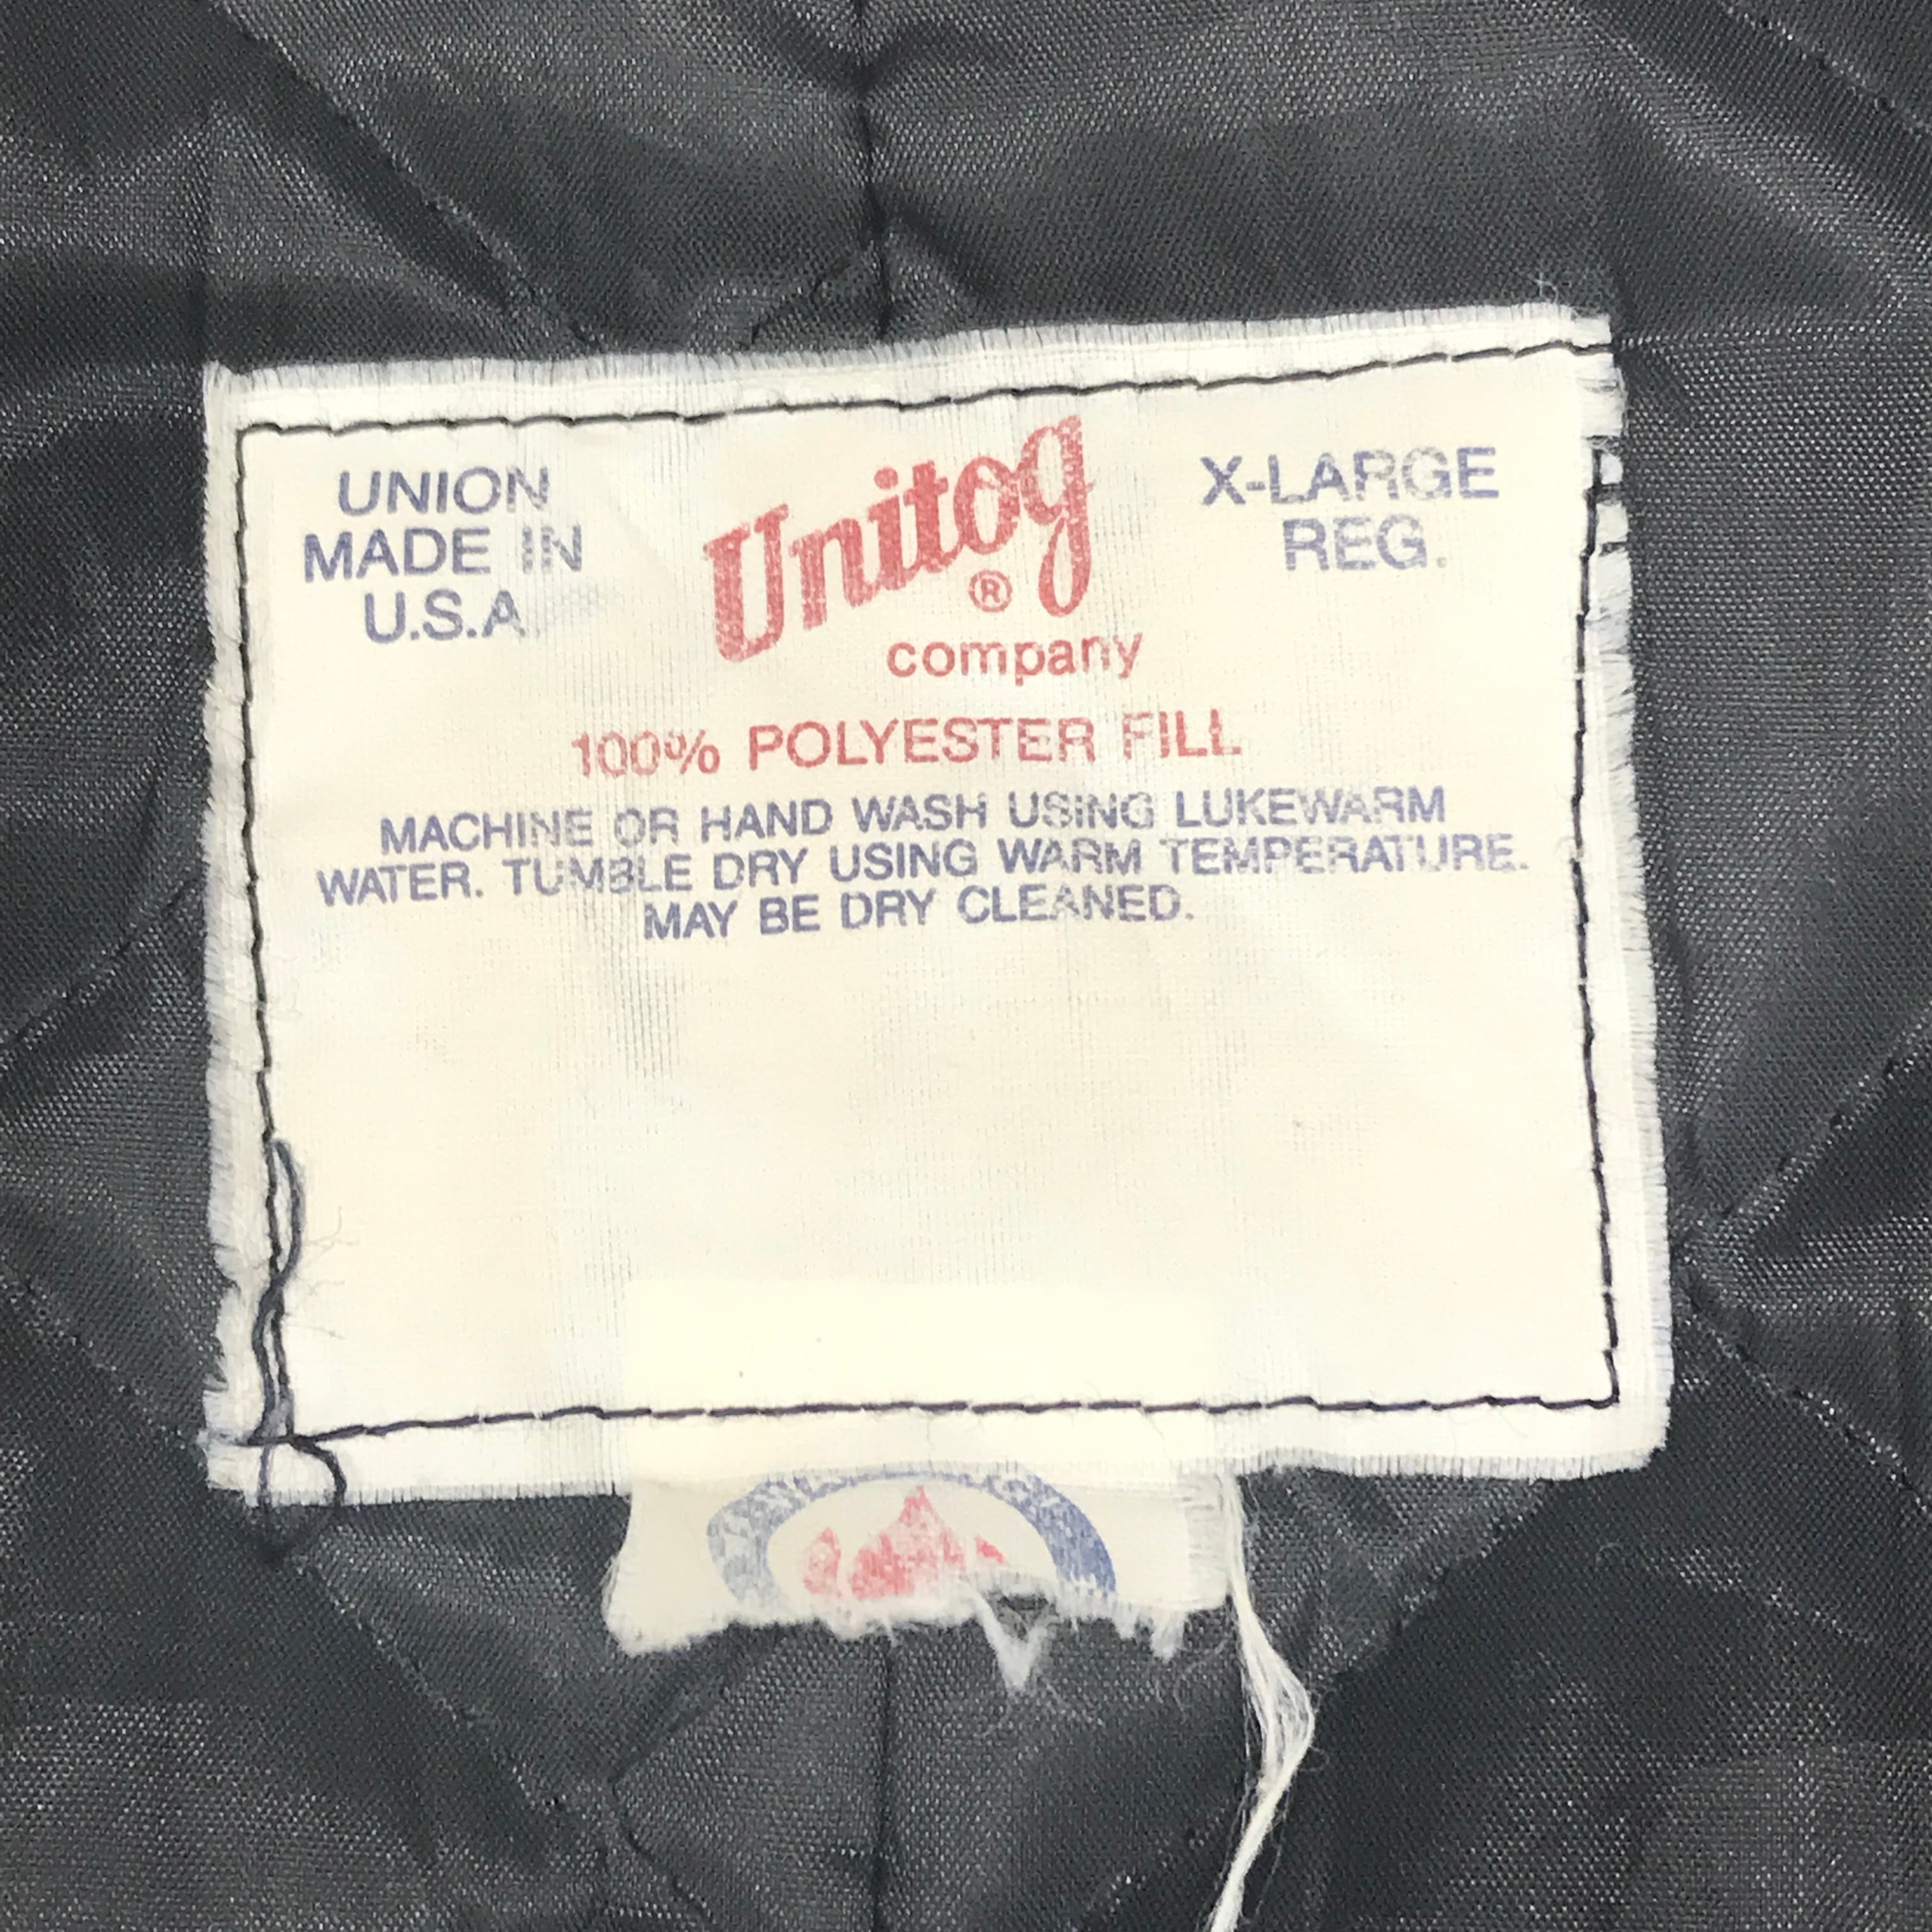 UNION
MADE IN
U.S.A
Unitog
®
company
X-LARGE
REG.
100% POLYESTER FILL
MACHINE OR HAND WASH USING LUKEWARM
WATER. TUMBLE DRY USING WARM TEMPERATURE.
MAY BE DRY CLEANED.